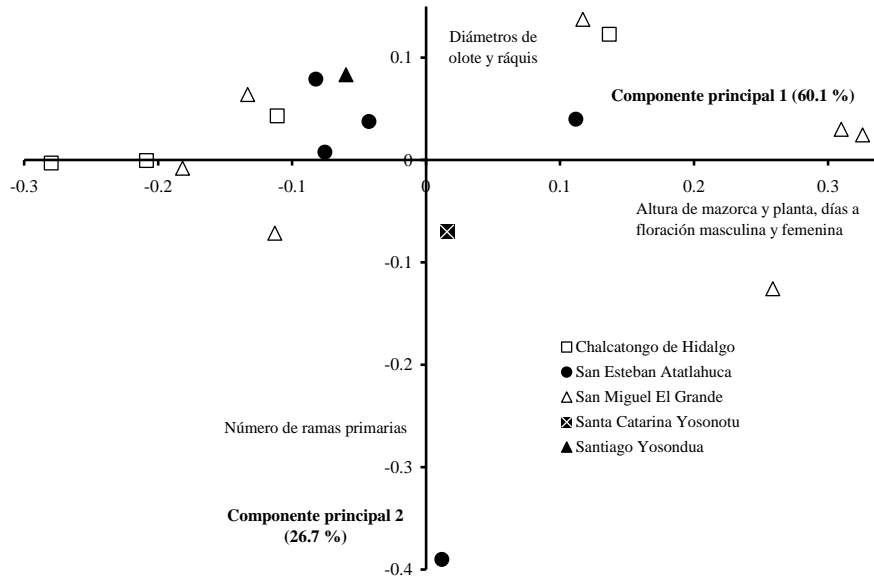 Diámetros de
olote y ráquis
0.1
Componente principal 1 (60.1 %)
0
-0.3
-0.2
-0.1
0
0.1
0.2
0.3
Altura de mazorca y planta, días a
floración masculina y femenina
-0.1
-0.2
Chalcatongo de Hidalgo
San Esteban Atatlahuca
San Miguel El Grande
Santa Catarina Yosonotu
Santiago Yosondua
Número de ramas primarias
-0.3
Componente principal 2
(26.7 %)
-0.4